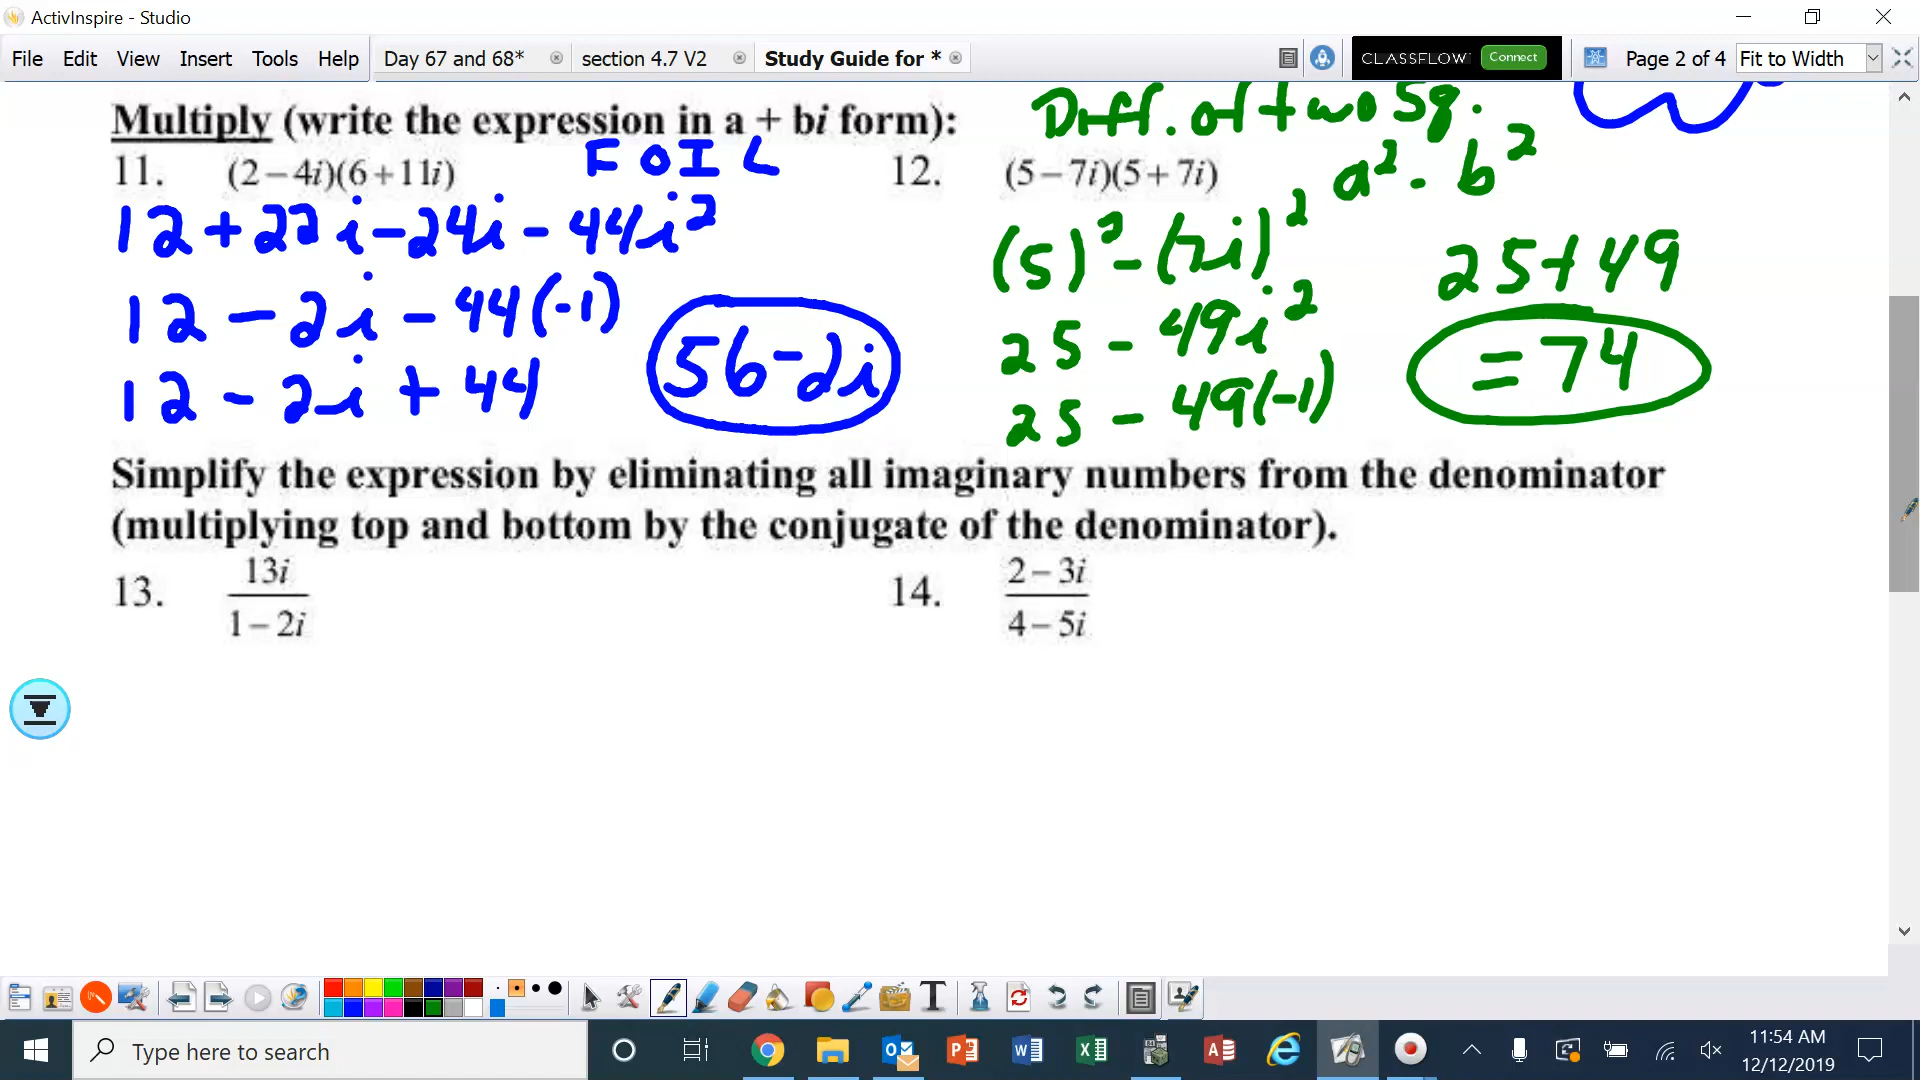 ActivInspire - Studio
File Edit View Insert Tools Help
Day 67 and 68* section 4.7 V2 Study Guide for *
CLASSFLOW Connect
Page 2 of 4 Fit to Width
Diff. of two Sq.
a² - b²
Multiply (write the expression in a + bi form):
F O I L
11. (2 – 4i)(6 + 11i)
12 + 22i - 24i - 44i²
12 - 2i - 44(-1)
12 - 2i + 44
56 - 2i
12. (5 – 7i)(5 + 7i)
(5)² - (7i)²
25 - 49i²
25 - 49(-1)
25 + 49
= 74
Simplify the expression by eliminating all imaginary numbers from the denominator
(multiplying top and bottom by the conjugate of the denominator).
13. 13i
1 – 2i
14. 2 – 3i
4 – 5i
Type here to search
11:54 AM
12/12/2019